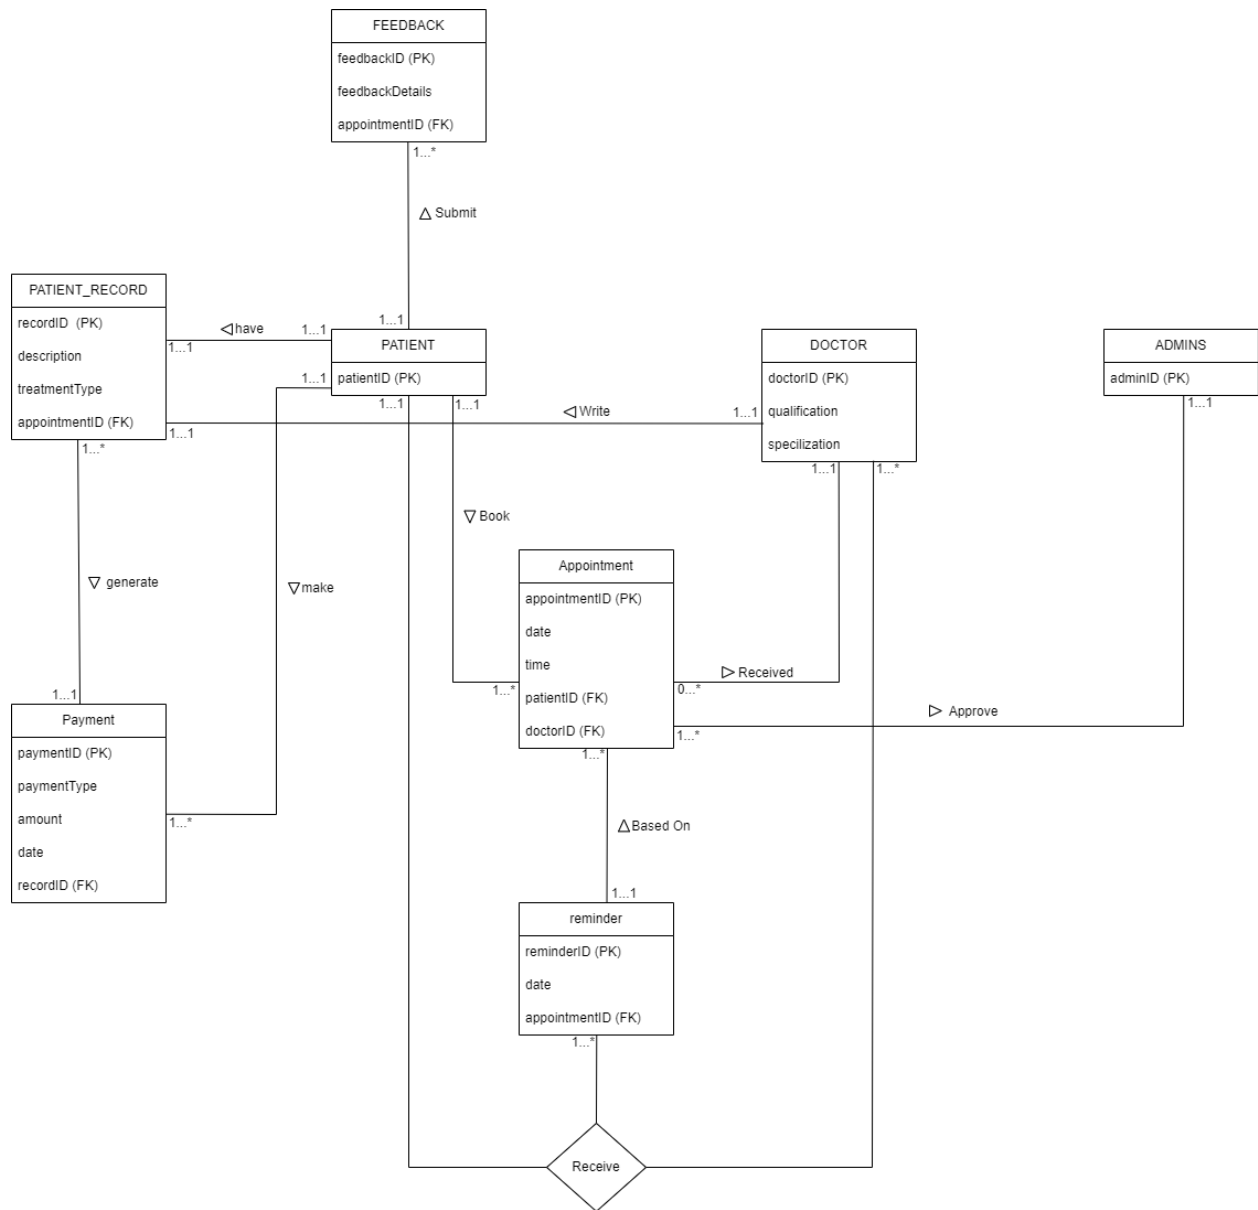 FEEDBACK
feedbackID (PK)
feedbackDetails
appointmentID (FK)
1...*
Submit
1...1
PATIENT_RECORD
recordID (PK)
description
treatmentType
appointmentID (FK)
1...*
have
1...1
1...1
PATIENT
patientID (PK)
1...1
1...1
1...1
Write
1...1
1...1
DOCTOR
doctorID (PK)
qualification
specilization
1...1
1...*
ADMINS
adminID (PK)
1...1
Book
generate
make
Appointment
appointmentID (PK)
date
time
patientID (FK)
doctorID (FK)
1...*
Received
0...*
Approve
1...*
1...*
1...1
Payment
paymentID (PK)
paymentType
amount
date
recordID (FK)
1...*
Based On
1...1
reminder
reminderID (PK)
date
appointmentID (FK)
1...*
Receive